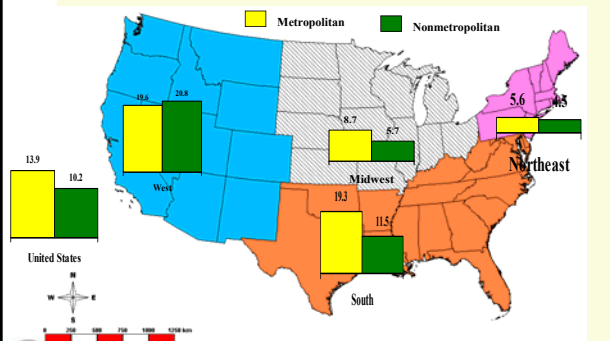 Metropolitan
Nonmetropolitan
19.6
20.8
5.6
8.7
5.7
Northeast
13.9
10.2
West
Midwest
19.3
11.5
United States
South
N
W E
S
0 250 500 750 1000 1250 km